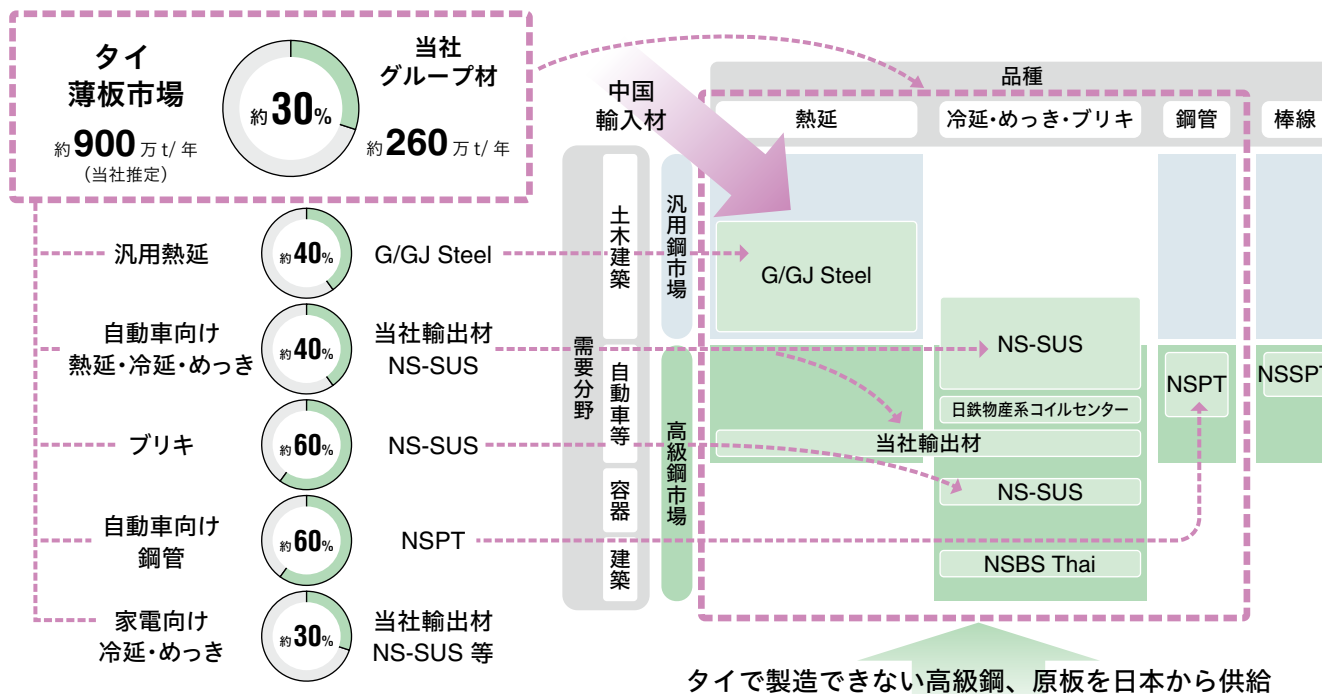 タイ
薄板市場
約900万t/年
(当社推定)
約30%
当社
グループ材
約260万t/年
汎用熱延
約40%
G/GJ Steel
自動車向け
熱延・冷延・めっき
約40%
当社輸出材
NS-SUS
ブリキ
約60%
NS-SUS
自動車向け
鋼管
約60%
NSPT
家電向け
冷延・めっき
約30%
当社輸出材
NS-SUS 等
中国
輸入材
品種
熱延
冷延・めっき・ブリキ
鋼管
棒線
需要分野
土木建築
自動車等
容器
建築
汎用鋼市場
高級鋼市場
G/GJ Steel
NS-SUS
日鉄物産系コイルセンター
当社輸出材
NS-SUS
NSBS Thai
NSPT
NSSPT
タイで製造できない高級鋼、原板を日本から供給